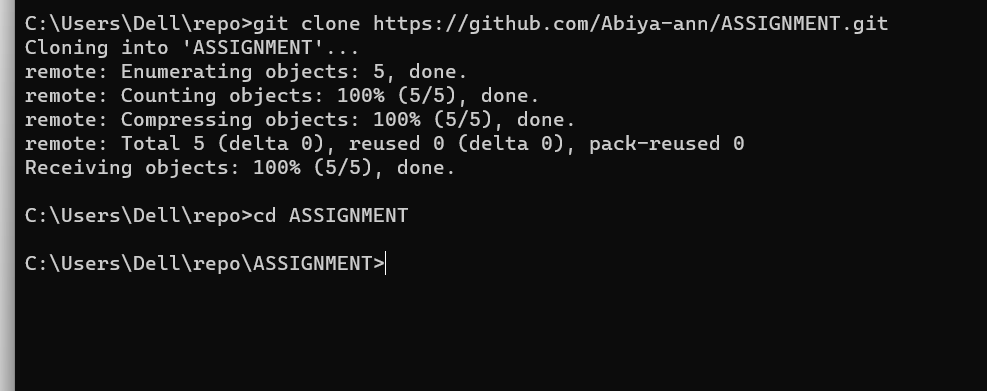 C:\Users\Dell\repo>git clone https://github.com/Abiya-ann/ASSIGNMENT.git
Cloning into 'ASSIGNMENT'...
remote: Enumerating objects: 5, done.
remote: Counting objects: 100% (5/5), done.
remote: Compressing objects: 100% (5/5), done.
remote: Total 5 (delta 0), reused 0 (delta 0), pack-reused 0
Receiving objects: 100% (5/5), done.
C:\Users\Dell\repo>cd ASSIGNMENT
C:\Users\Dell\repo\ASSIGNMENT>